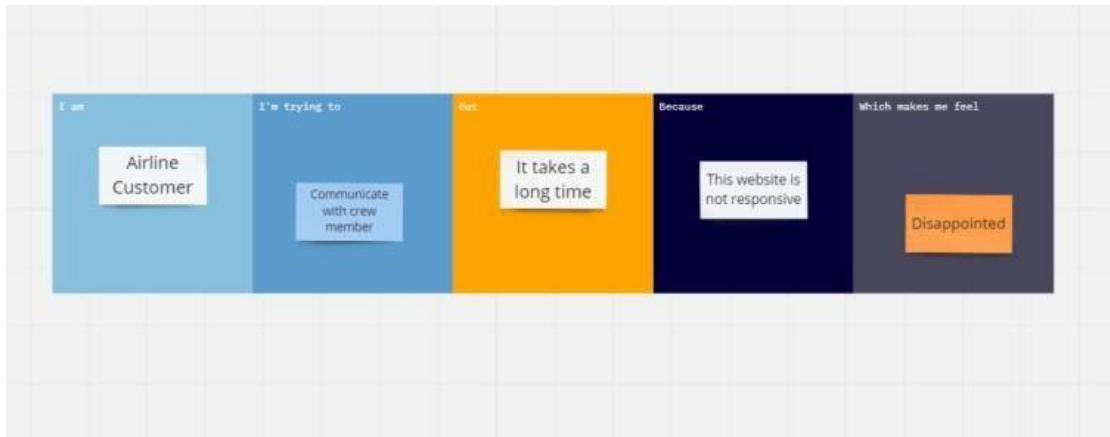 I am
I'm trying to
But
Because
Which makes me feel
Airline
Customer
Communicate
with crew
member
It takes a
long time
This website is
not responsive
Disappointed